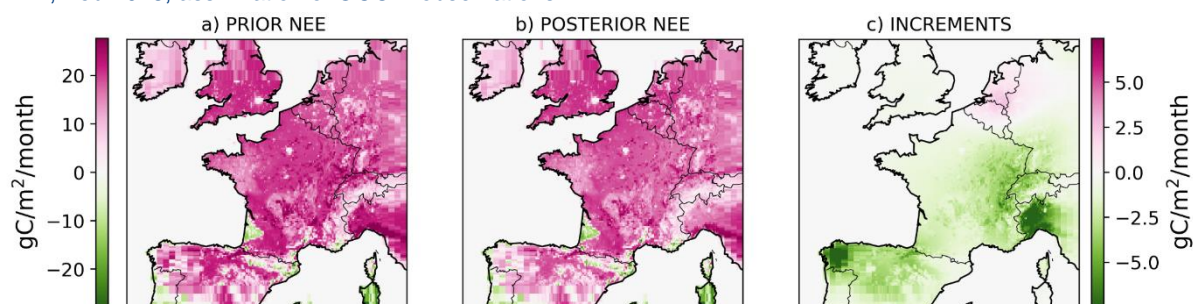 a) PRIOR NEE
b) POSTERIOR NEE
c) INCREMENTS
gC/m²/month
20
10
0
−10
−20
5.0
2.5
0.0
−2.5
−5.0
gC/m²/month